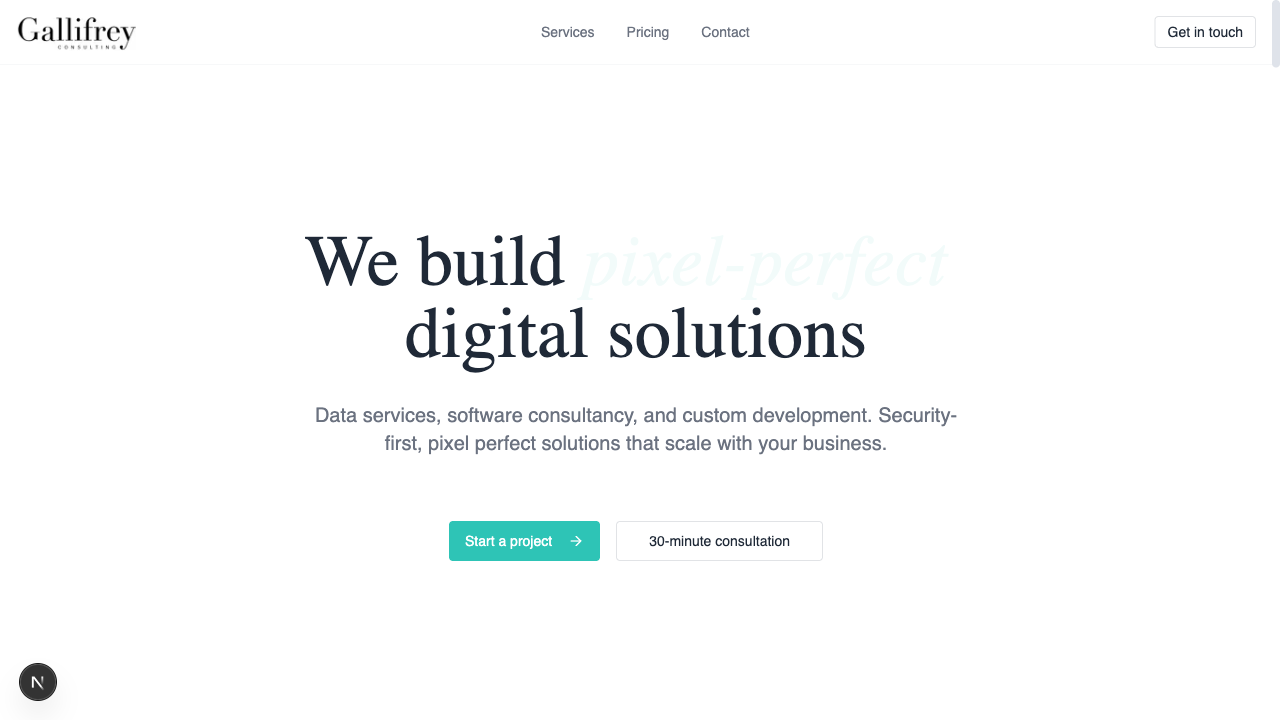 Gallifrey
CONSULTING
Services
Pricing
Contact
Get in touch
We build pixel-perfect
digital solutions
Data services, software consultancy, and custom development. Security-
first, pixel perfect solutions that scale with your business.
Start a project
30-minute consultation
N